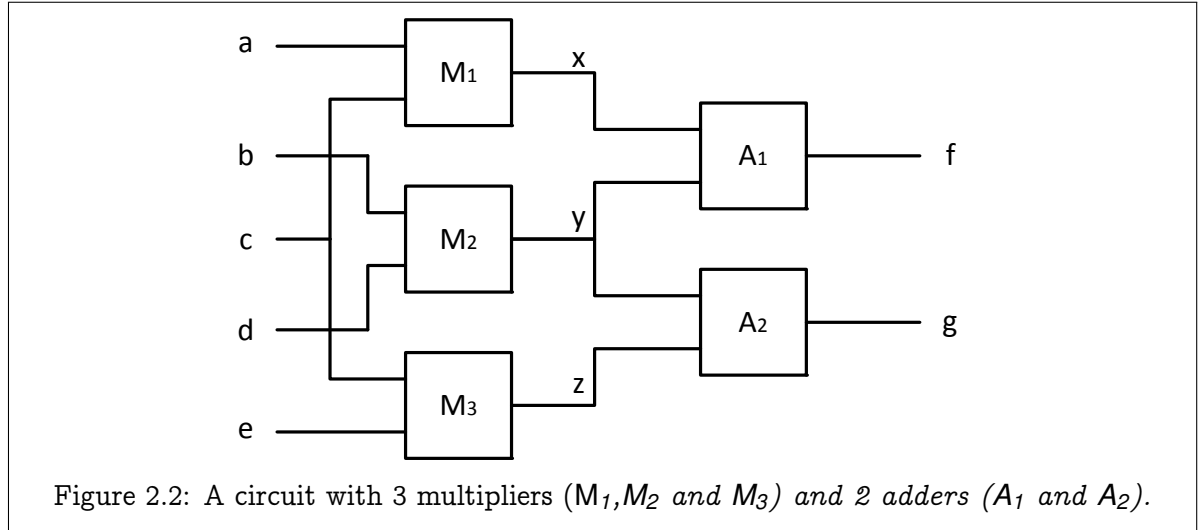 a
M1
x
b
A1
f
c
M2
y
d
A2
g
M3
z
e
Figure 2.2: A circuit with 3 multipliers (M1,M2 and M3) and 2 adders (A1 and A2).